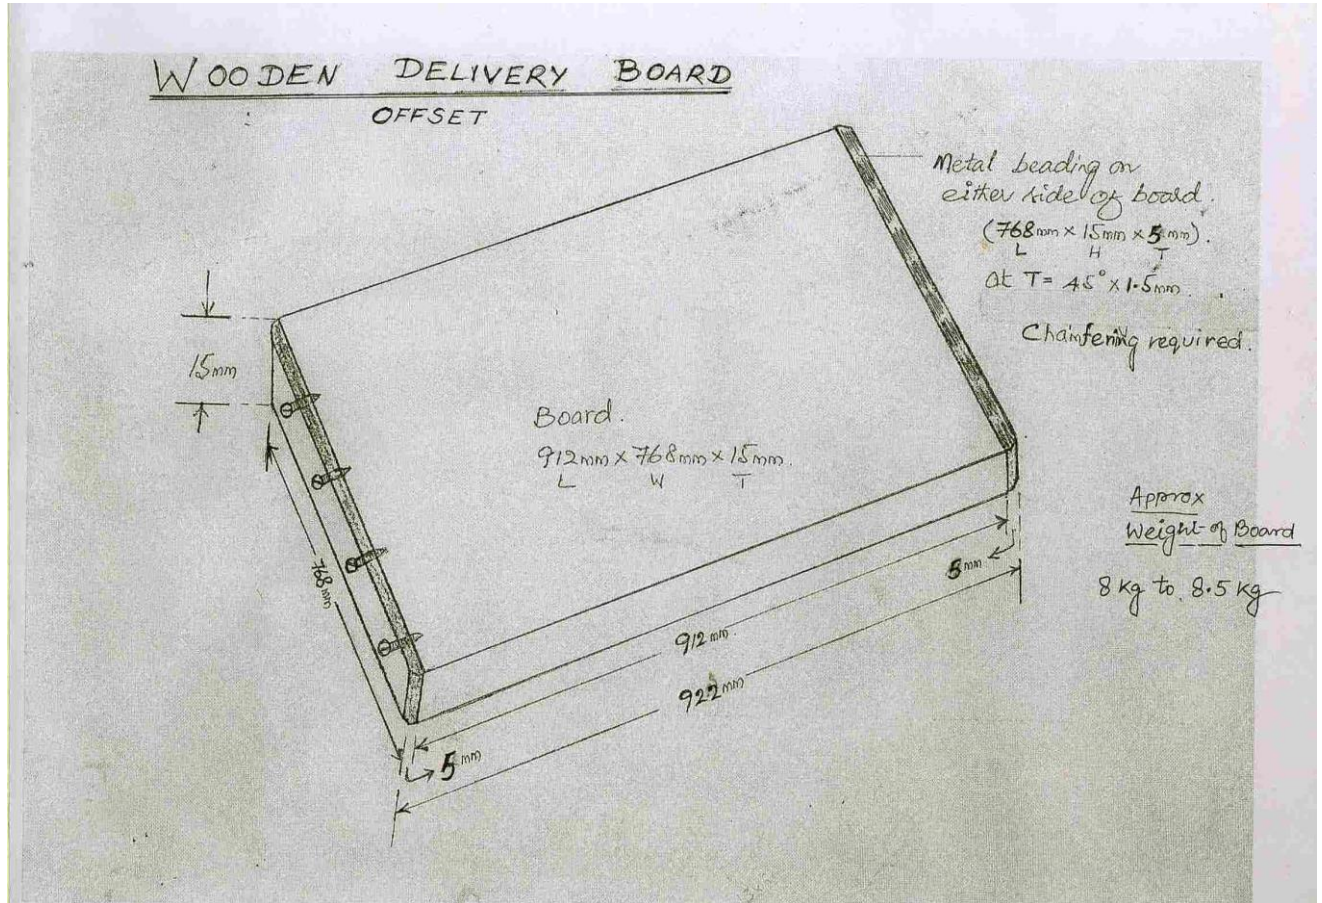 WOODEN DELIVERY BOARD
OFFSET
Metal beading on
either side of board.
(768mm × 15mm × 5mm).
L H T
at T = 45° × 1.5mm.
Chamfering required.
15mm
Board.
912mm × 768mm × 15mm.
L W T
Approx
Weight of Board
8 kg to 8.5 kg
768mm
5mm
912mm
922mm
5mm